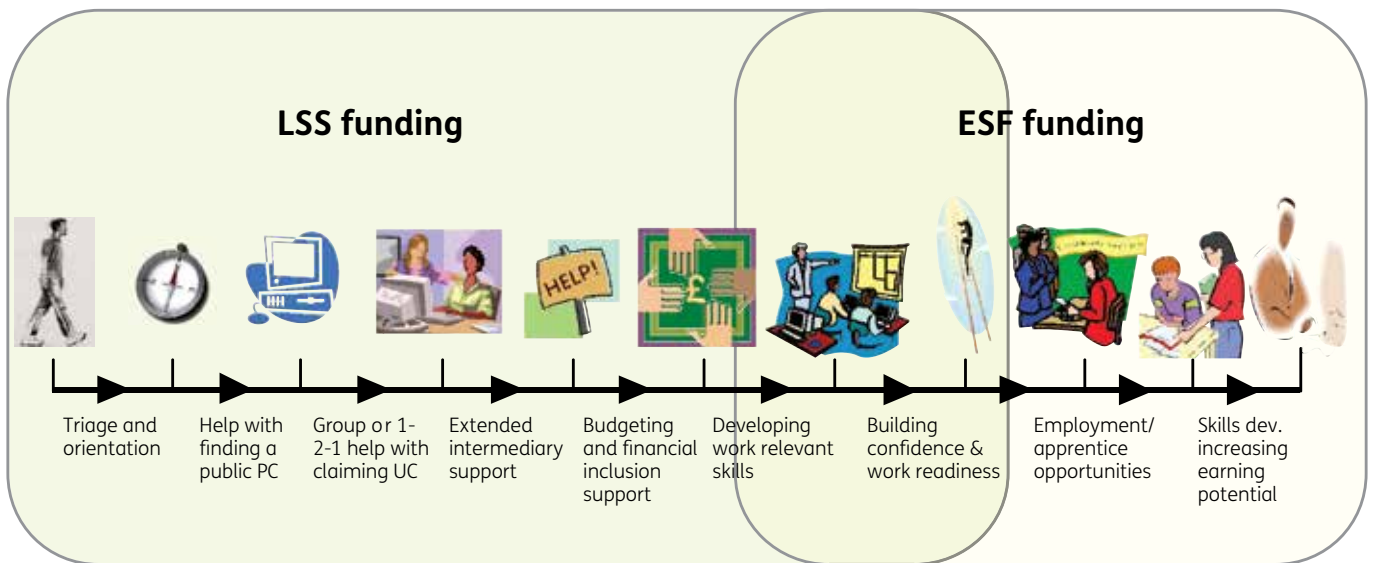 LSS funding
ESF funding
HELP!
£
Triage and
orientation
Help with
finding a
public PC
Group or 1-
2-1 help with
claiming UC
Extended
intermediary
support
Budgeting
and financial
inclusion
support
Developing
work relevant
skills
Building
confidence &
work readiness
Employment/
apprentice
opportunities
Skills dev.
increasing
earning
potential